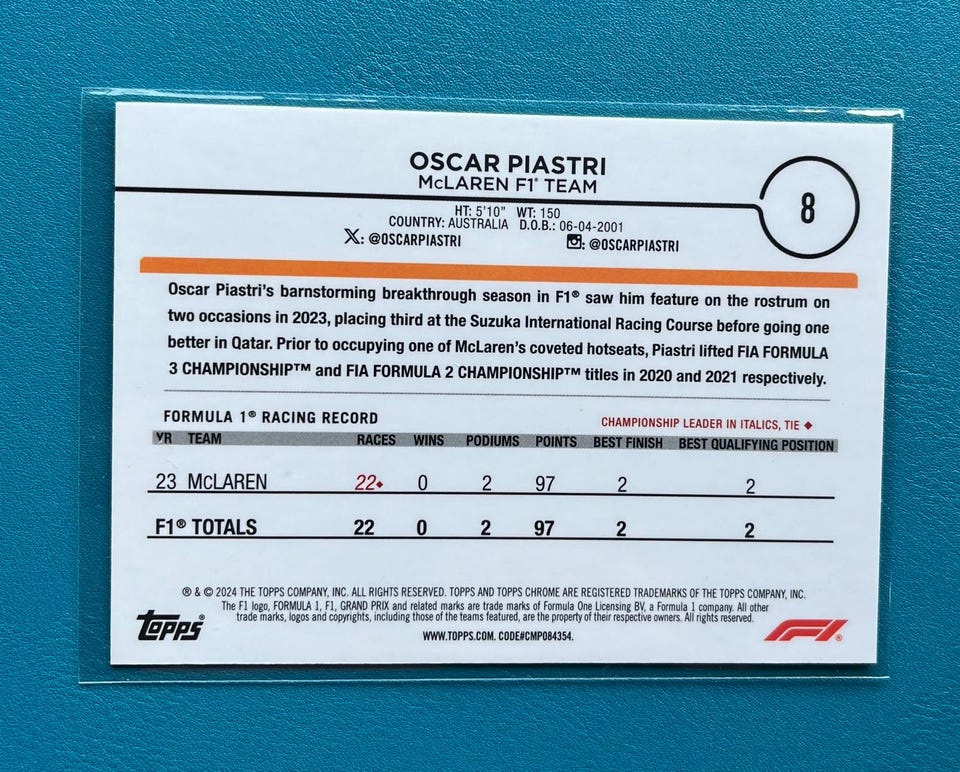 OSCAR PIASTRI
McLAREN F1® TEAM
8
HT: 5'10" WT: 150
COUNTRY: AUSTRALIA D.O.B.: 06-04-2001
X: @OSCARPIASTRI : @OSCARPIASTRI
Oscar Piastri's barnstorming breakthrough season in F1® saw him feature on the rostrum on
two occasions in 2023, placing third at the Suzuka International Racing Course before going one
better in Qatar. Prior to occupying one of McLaren's coveted hotseats, Piastri lifted FIA FORMULA
3 CHAMPIONSHIP™ and FIA FORMULA 2 CHAMPIONSHIP™ titles in 2020 and 2021 respectively.
FORMULA 1® RACING RECORD CHAMPIONSHIP LEADER IN ITALICS, TIE ♦
YR TEAM RACES WINS PODIUMS POINTS BEST FINISH BEST QUALIFYING POSITION
23 McLAREN 22♦ 0 2 97 2 2
F1® TOTALS 22 0 2 97 2 2
® & © 2024 THE TOPPS COMPANY, INC. ALL RIGHTS RESERVED. TOPPS AND TOPPS CHROME ARE REGISTERED TRADEMARKS OF THE TOPPS COMPANY, INC.
The F1 logo, FORMULA 1, F1, GRAND PRIX and related marks are trade marks of Formula One Licensing BV, a Formula 1 company. All other
trade marks, logos and copyrights, including those of the teams featured, are the property of their respective owners. All rights reserved.
WWW.TOPPS.COM. CODE#CMP084354.
Topps®
F1®